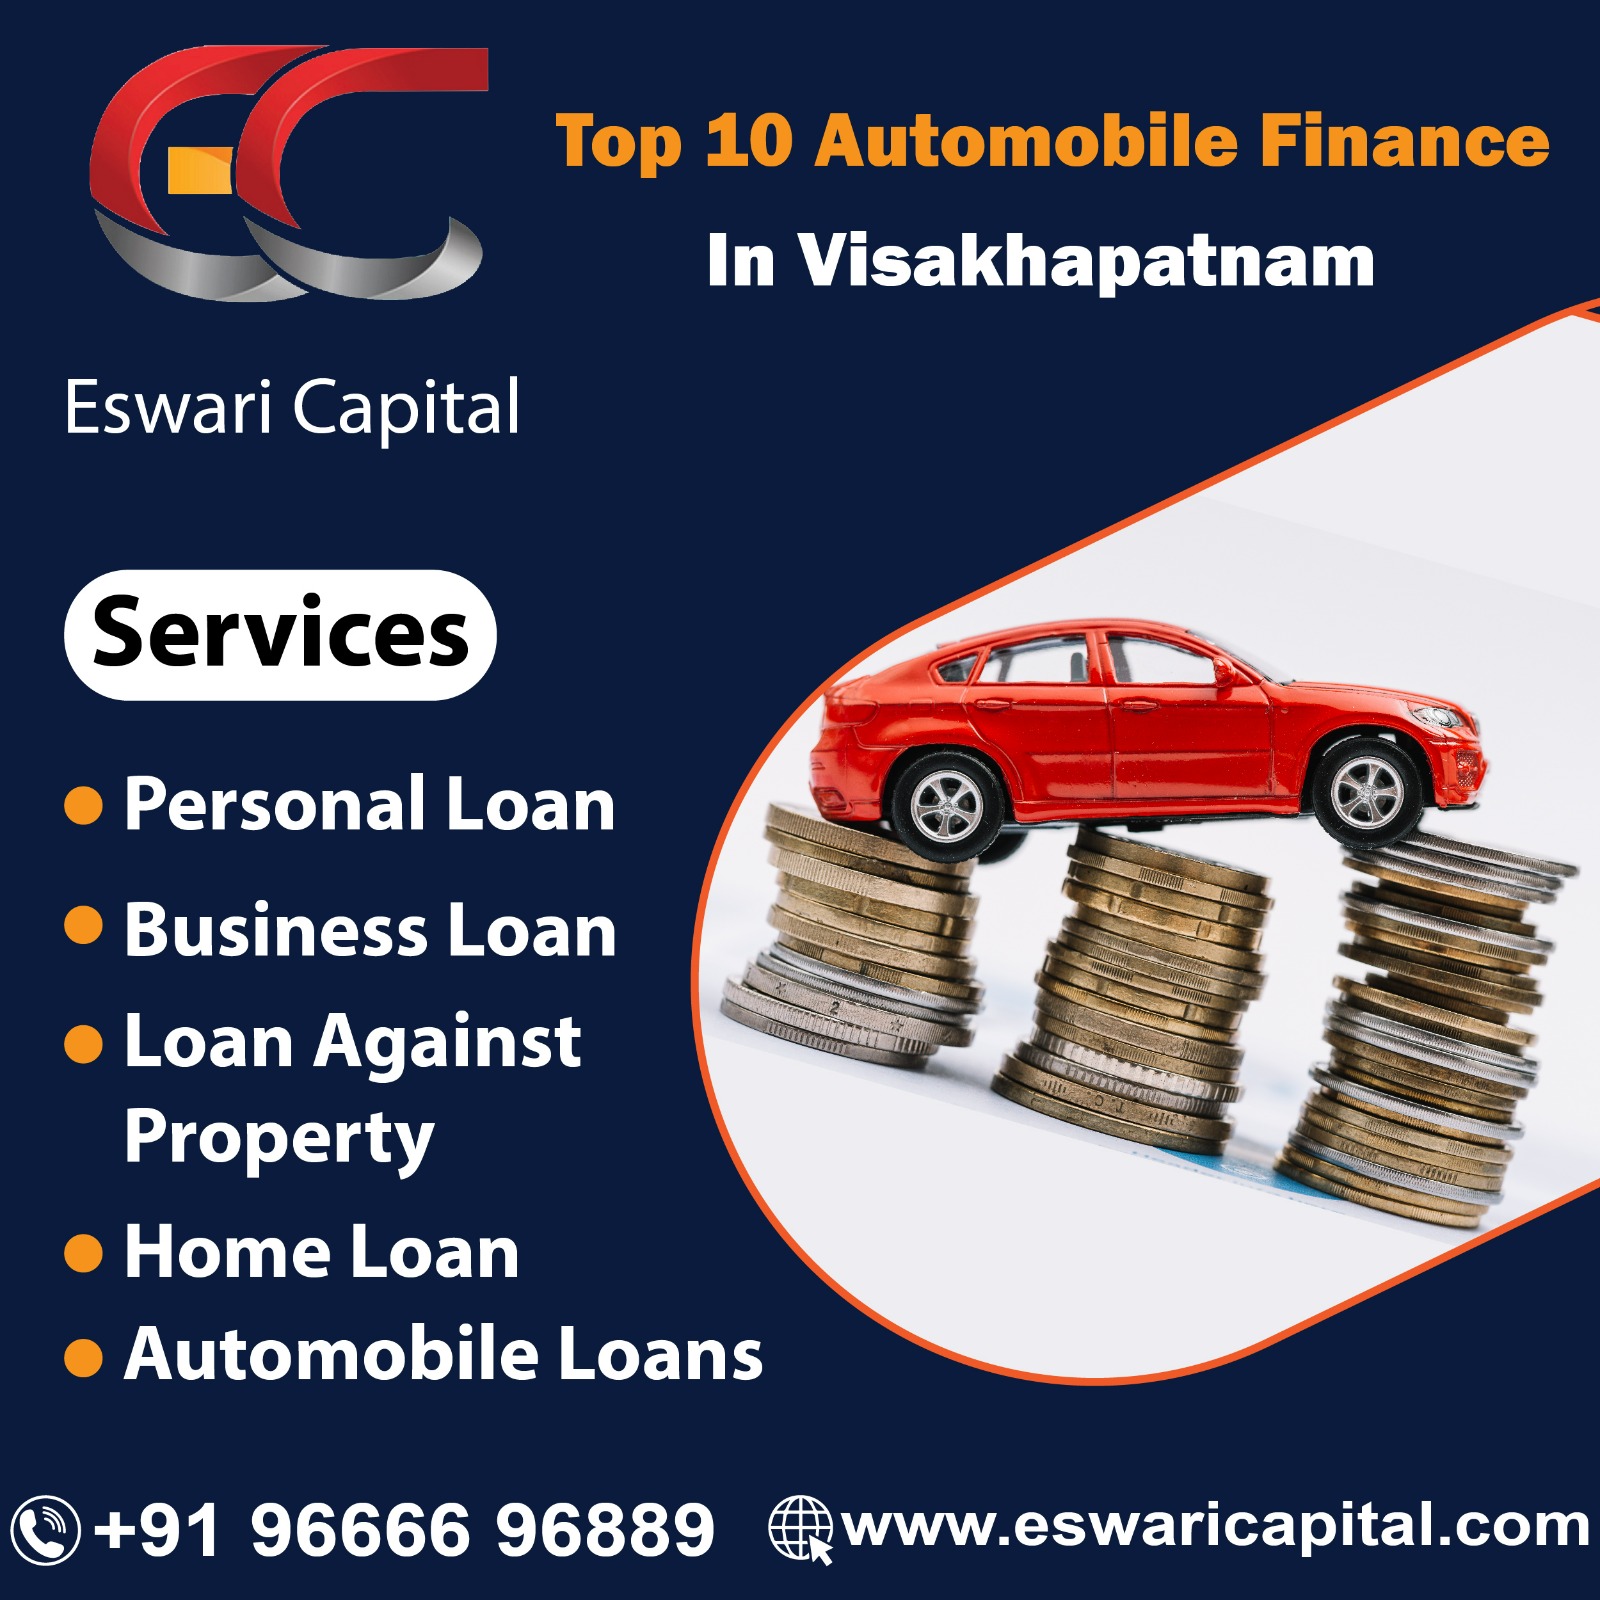 Top 10 Automobile Finance
In Visakhapatnam
Eswari Capital
Services
Personal Loan
Business Loan
Loan Against
Property
Home Loan
Automobile Loans
+91 96666 96889
www.eswaricapital.com